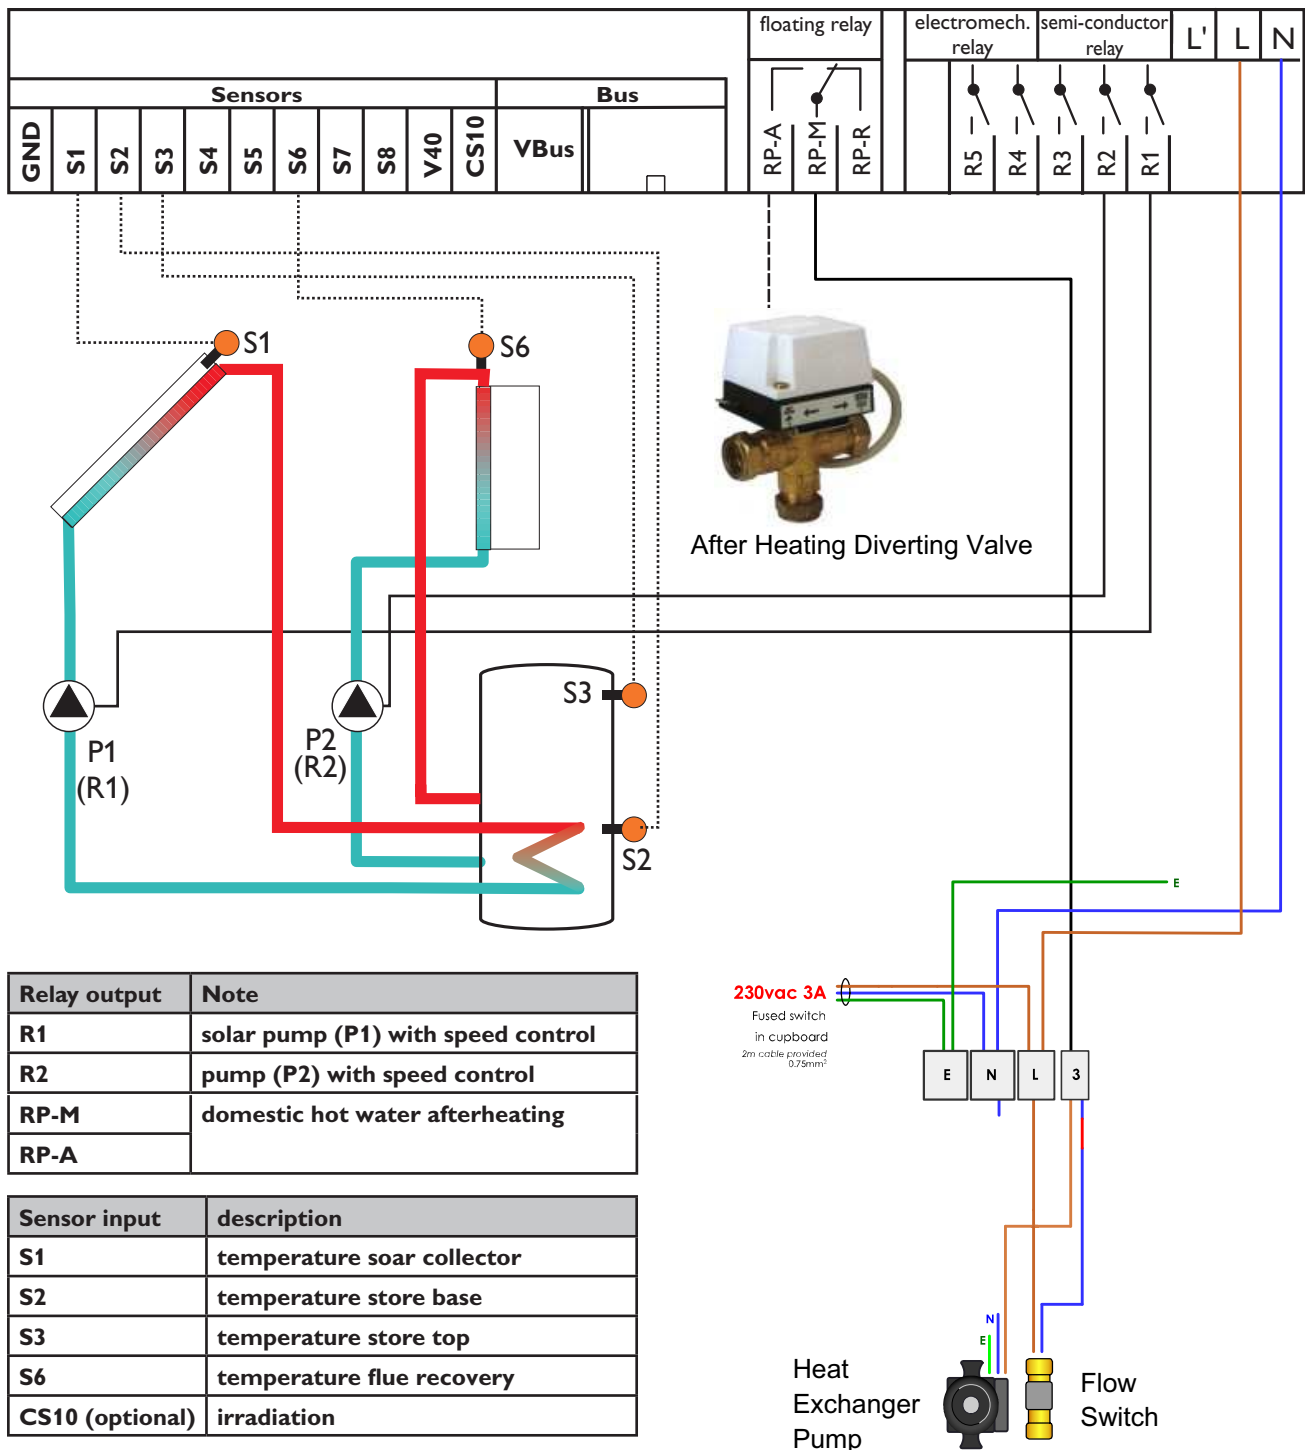 floating relay
electromech. relay
semi-conductor relay
L'
L
N
Sensors
Bus
GND
S1
S2
S3
S4
S5
S6
S7
S8
V40
CS10
VBus
RP-A
RP-M
RP-R
R5
R4
R3
R2
R1
S1
S6
After Heating Diverting Valve
S3
P1
(R1)
P2
(R2)
S2
E
230vac 3A
Fused switch
in cupboard
2m cable provided
0.75mm²
E
N
L
3
Relay output Note
R1 solar pump (P1) with speed control
R2 pump (P2) with speed control
RP-M domestic hot water afterheating
RP-A
Sensor input description
S1 temperature soar collector
S2 temperature store base
S3 temperature store top
S6 temperature flue recovery
CS10 (optional) irradiation
N
E
Heat
Exchanger
Pump
Flow
Switch